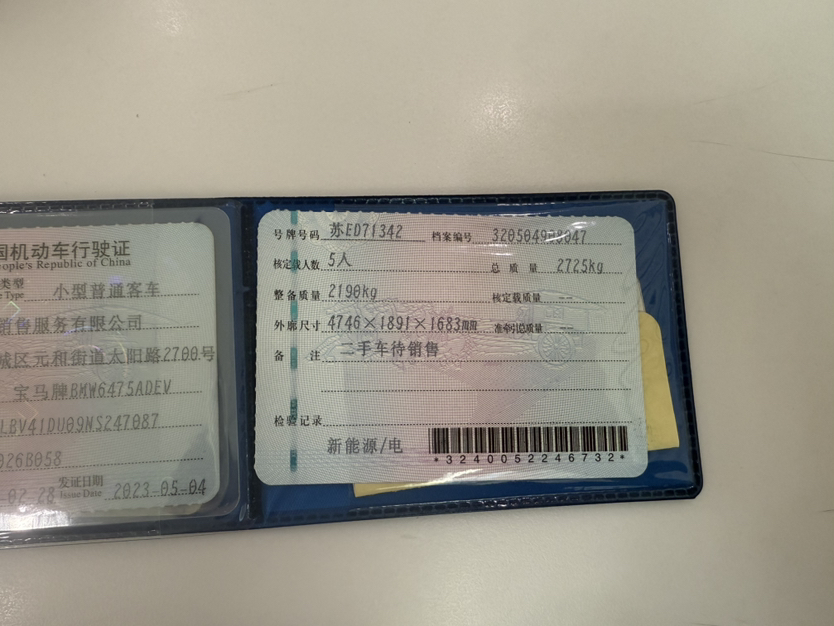 国机动车行驶证
ople's Republic of China
类型
e Type 小型普通客车
销售服务有限公司
城区元和街道太阳路2700号
宝马牌BMW6475ADEV
LBV41DU09NS247087
026B058
02-28 发证日期 2023-05-04
Issue Date
号牌号码 苏ED71342 档案编号
核定载人数 5人 总质量 2725kg
整备质量 2190kg 核定载质量 --
外廓尺寸 4746×1891×1683mm 准牵引总质量 --
备注 二手车待销售
检验记录
新能源/电
*3240052246732*